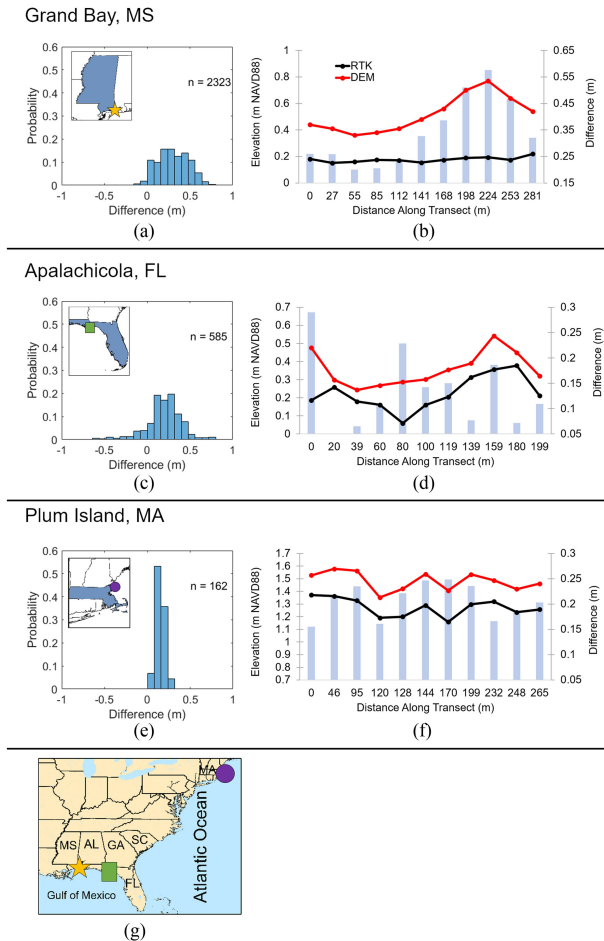 Grand Bay, MS
0.6
0.5
0.4
0.3
0.2
0.1
0
Probability
n = 2323
-1 -0.5 0 0.5 1
Difference (m)
(a)
1
0.8
0.6
0.4
0.2
0
Elevation (m NAVD88)
RTK
DEM
0.65
0.55
0.45
0.35
0.25
0.15
Difference (m)
0 27 55 85 112 141 168 198 224 253 281
Distance Along Transect (m)
(b)
Apalachicola, FL
0.6
0.5
0.4
0.3
0.2
0.1
0
Probability
n = 585
-1 -0.5 0 0.5 1
Difference (m)
(c)
0.7
0.6
0.5
0.4
0.3
0.2
0.1
0
Elevation (m NAVD88)
0.3
0.25
0.2
0.15
0.1
0.05
Difference (m)
0 20 39 60 80 100 119 139 159 180 199
Distance Along Transect (m)
(d)
Plum Island, MA
0.6
0.5
0.4
0.3
0.2
0.1
0
Probability
n = 162
-1 -0.5 0 0.5 1
Difference (m)
(e)
1.7
1.6
1.5
1.4
1.3
1.2
1.1
1
0.9
0.8
0.7
Elevation (m NAVD88)
0.3
0.25
0.2
0.15
0.1
0.05
Difference (m)
0 46 95 120 128 144 170 199 232 248 265
Distance Along Transect (m)
(f)
MA
Atlantic Ocean
MS AL GA SC
FL
Gulf of Mexico
(g)